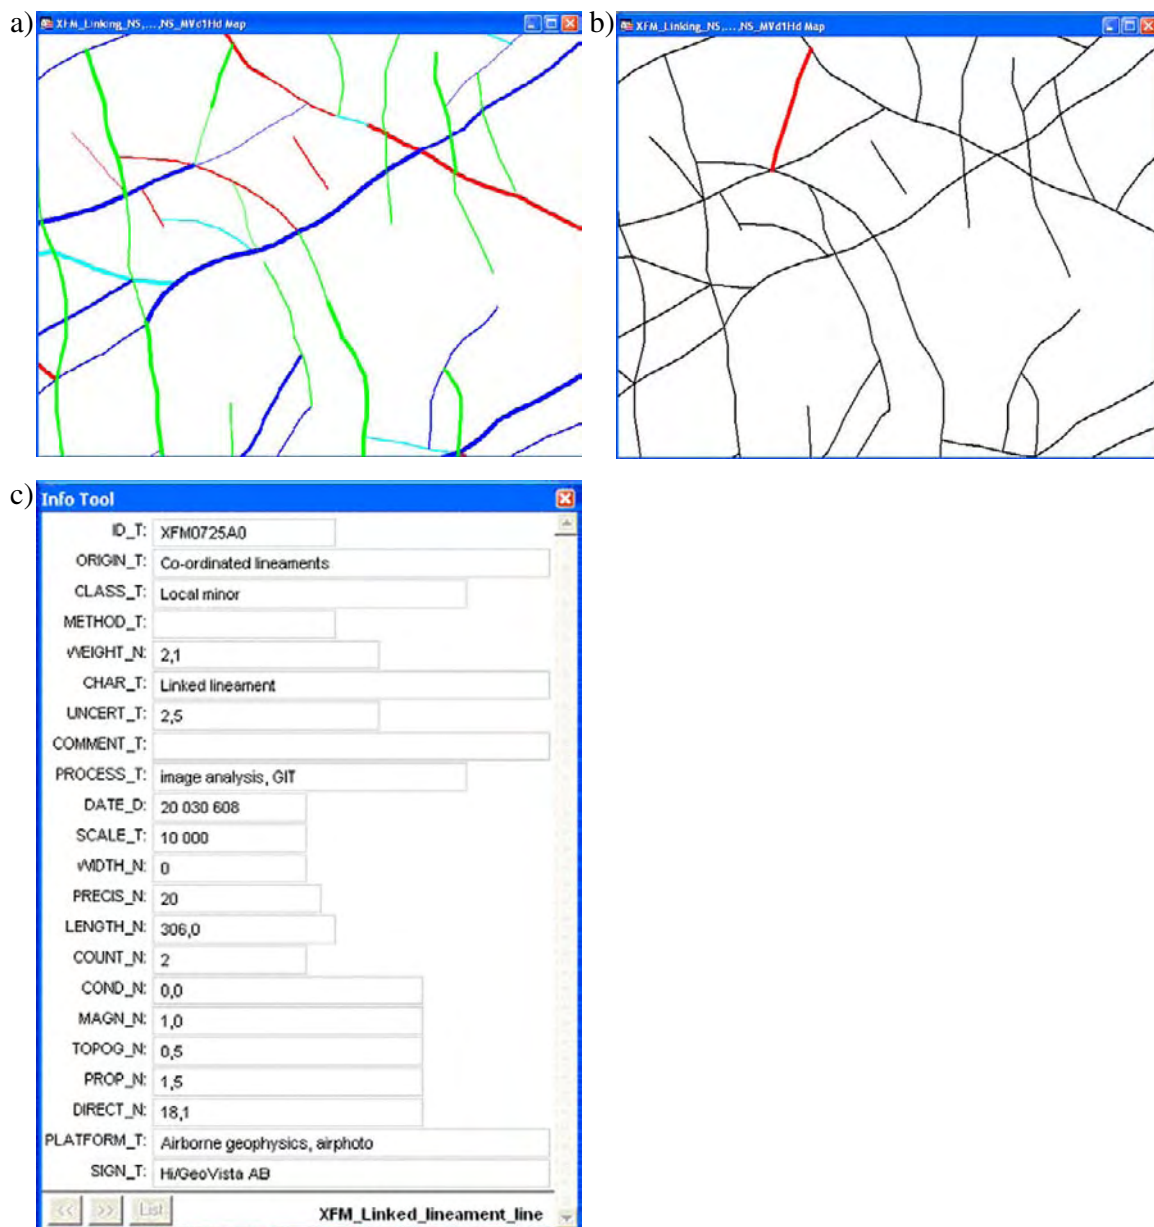 a)
XFM_Linking_NS,...,NS_MVd1Hd Map
b)
XFM_Linking_NS,...,NS_MVd1Hd Map
c)
Info Tool
ID_T: XFM0725A0
ORIGIN_T: Co-ordinated lineaments
CLASS_T: Local minor
METHOD_T:
WEIGHT_N: 2,1
CHAR_T: Linked lineament
UNCERT_T: 2,5
COMMENT_T:
PROCESS_T: image analysis, GIT
DATE_D: 20 030 608
SCALE_T: 10 000
WIDTH_N: 0
PRECIS_N: 20
LENGTH_N: 306,0
COUNT_N: 2
COND_N: 0,0
MAGN_N: 1,0
TOPOG_N: 0,5
PROP_N: 1,5
DIRECT_N: 18,1
PLATFORM_T: Airborne geophysics, airphoto
SIGN_T: Hi/GeoVista AB
<< >> List XFM_Linked_lineament_line